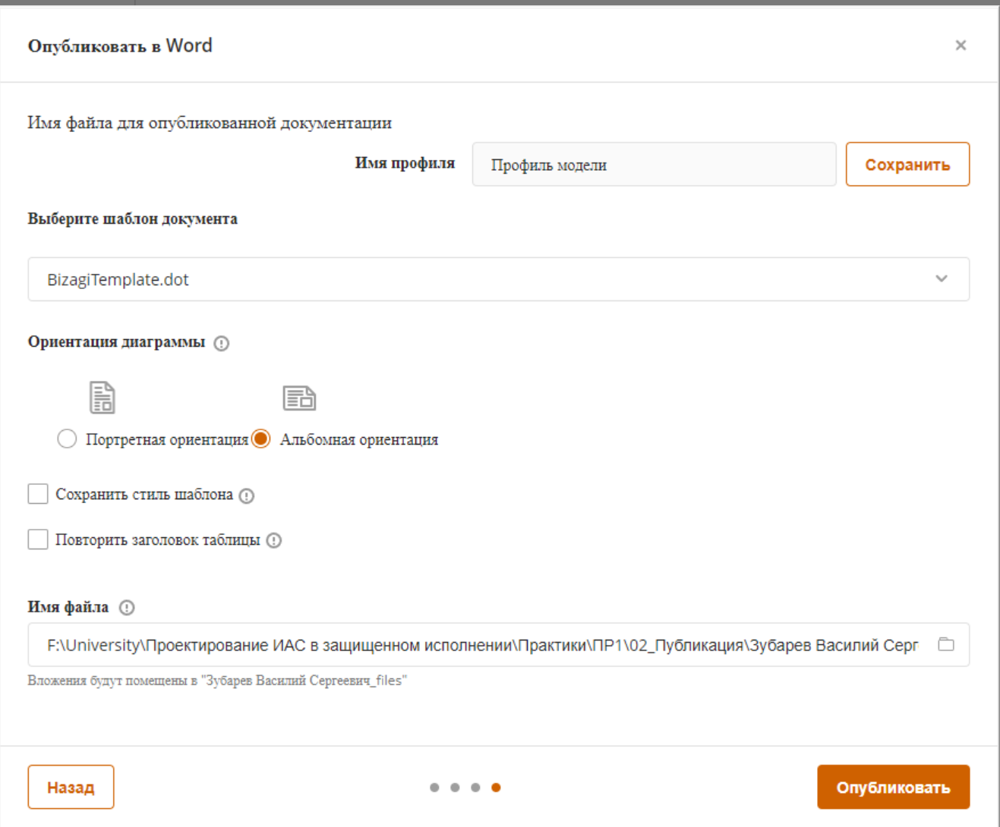 Опубликовать в Word
Имя файла для опубликованной документации
Имя профиля
Профиль модели
Сохранить
Выберите шаблон документа
BizagiTemplate.dot
Ориентация диаграммы
Портретная ориентация
Альбомная ориентация
Сохранить стиль шаблона
Повторить заголовок таблицы
Имя файла
F:\University\Проектирование ИАС в защищенном исполнении\Практики\ПР1\02_Публикация\Зубарев Василий Серг
Вложения будут помещены в "Зубарев Василий Сергеевич_files"
Назад
Опубликовать